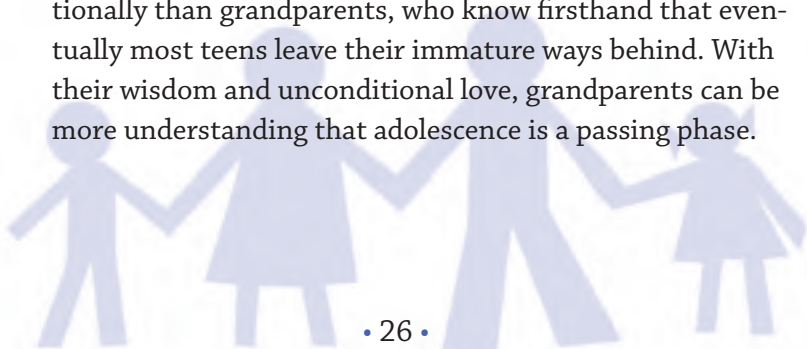 tionally than grandparents, who know firsthand that even-
tually most teens leave their immature ways behind. With
their wisdom and unconditional love, grandparents can be
more understanding that adolescence is a passing phase.
• 26 •